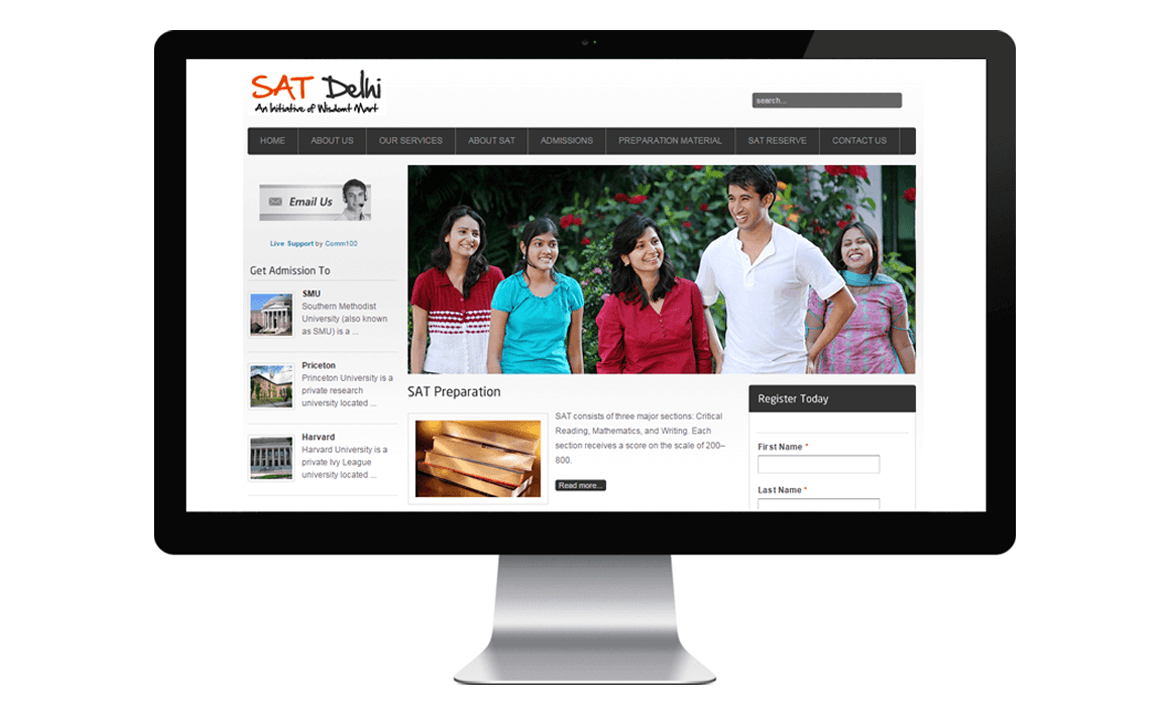 SAT Delhi
An Initiative of Wisdomt Mart
search...
HOME ABOUT US OUR SERVICES ABOUT SAT ADMISSIONS PREPARATION MATERIAL SAT RESERVE CONTACT US
Email Us
Live Support by Comm100
Get Admission To
SMU
Southern Methodist
University (also known
as SMU) is a ...
Priceton
Princeton University is a
private research
university located ...
Harvard
Harvard University is a
private Ivy League
university located ...
SAT Preparation
SAT consists of three major sections: Critical
Reading, Mathematics, and Writing. Each
section receives a score on the scale of 200–
800.
Read more...
Register Today
First Name *
Last Name *